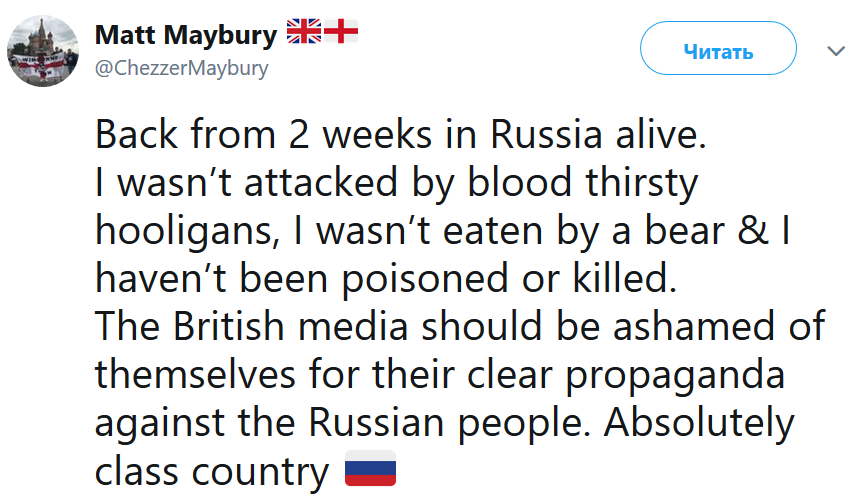 Matt Maybury 🇬🇧🏴󠁧󠁢󠁥󠁮󠁧󠁿
@ChezzerMaybury
Читать
Back from 2 weeks in Russia alive.
I wasn’t attacked by blood thirsty
hooligans, I wasn’t eaten by a bear & I
haven’t been poisoned or killed.
The British media should be ashamed of
themselves for their clear propaganda
against the Russian people. Absolutely
class country 🇷🇺